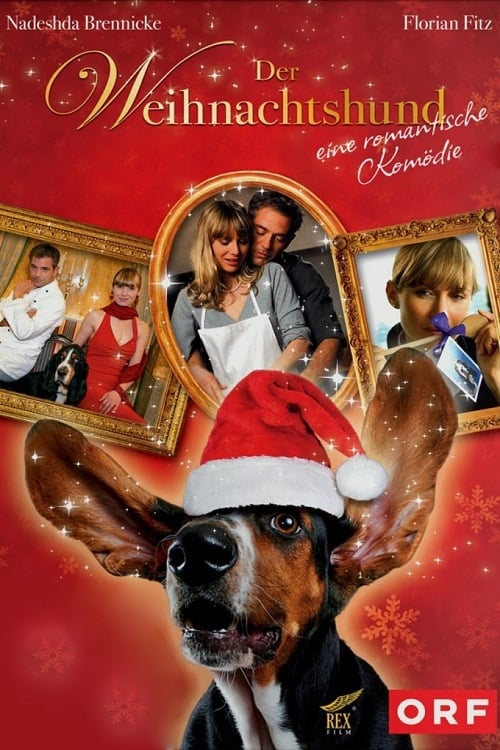 Nadeshda Brennicke
Florian Fitz
Der
Weihnachtshund
eine romantische
Komödie
REX
FILM
ORF